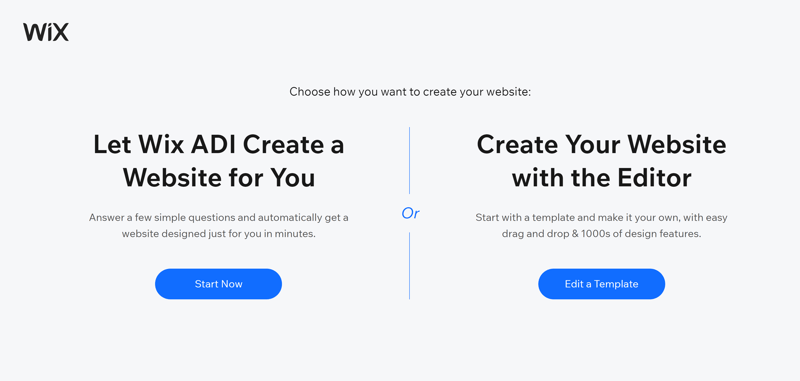 WiX
Choose how you want to create your website:
Let Wix ADI Create a
Website for You
Answer a few simple questions and automatically get a
website designed just for you in minutes.
Start Now
Or
Create Your Website
with the Editor
Start with a template and make it your own, with easy
drag and drop & 1000s of design features.
Edit a Template